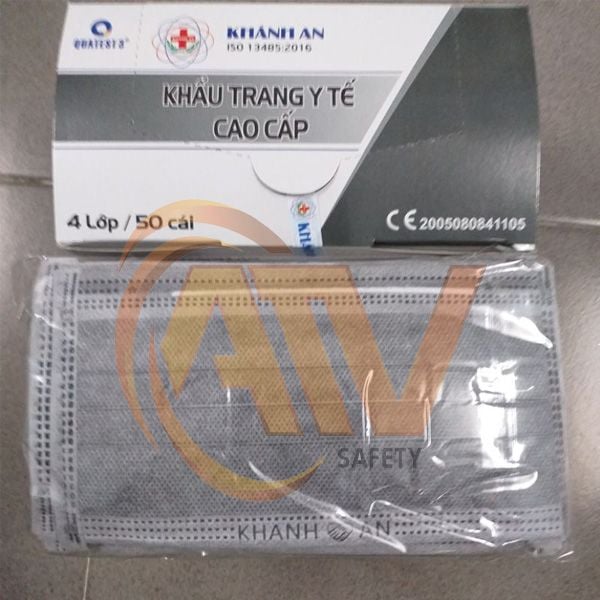 QUATEST 3
KHÁNH AN
ISO 13485:2016
KHẨU TRANG Y TẾ
CAO CẤP
4 Lớp / 50 cái
CE 2005080841105
ATV
SAFETY
KHANH AN